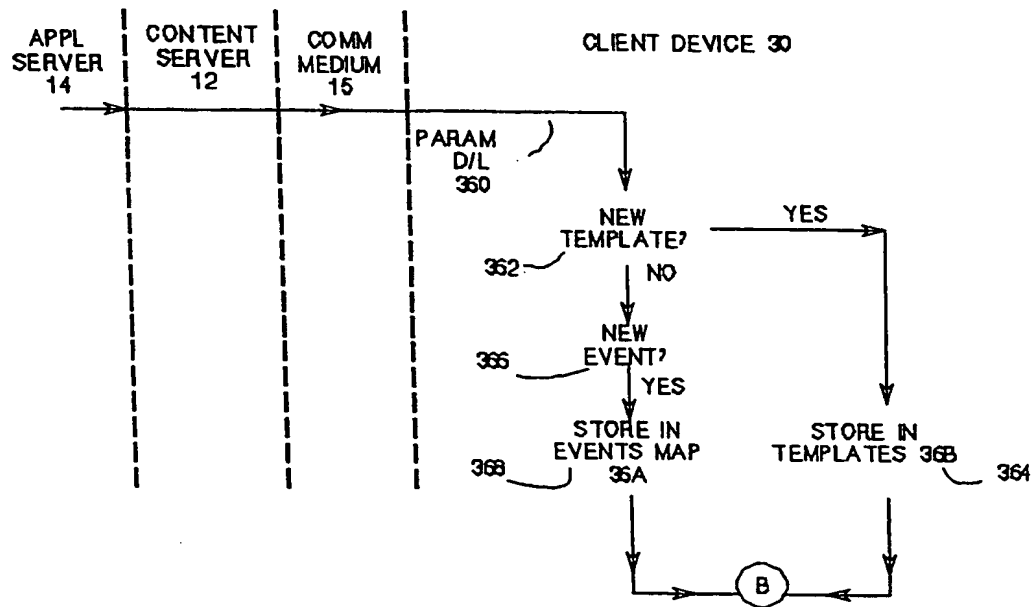 APPL
SERVER
14
CONTENT
SERVER
12
COMM
MEDIUM
15
CLIENT DEVICE 30
PARAM
D/L
360
NEW
TEMPLATE?
YES
362
NO
NEW
EVENT?
366
YES
STORE IN
EVENTS MAP
36A
368
STORE IN
TEMPLATES 36B
364
B